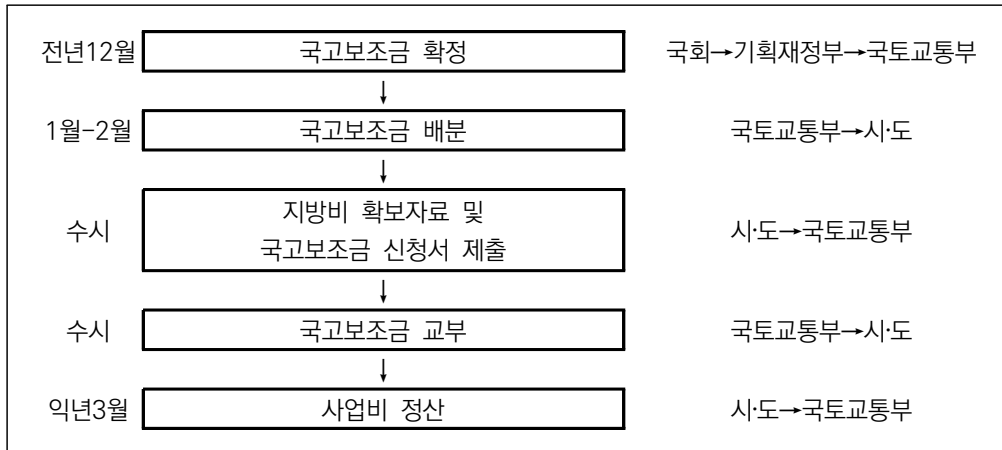 전년12월 국고보조금 확정 국회→기획재정부→국토교통부
↓
1월-2월 국고보조금 배분 국토교통부→시·도
↓
수시 지방비 확보자료 및
국고보조금 신청서 제출 시·도→국토교통부
↓
수시 국고보조금 교부 국토교통부→시·도
↓
익년3월 사업비 정산 시·도→국토교통부